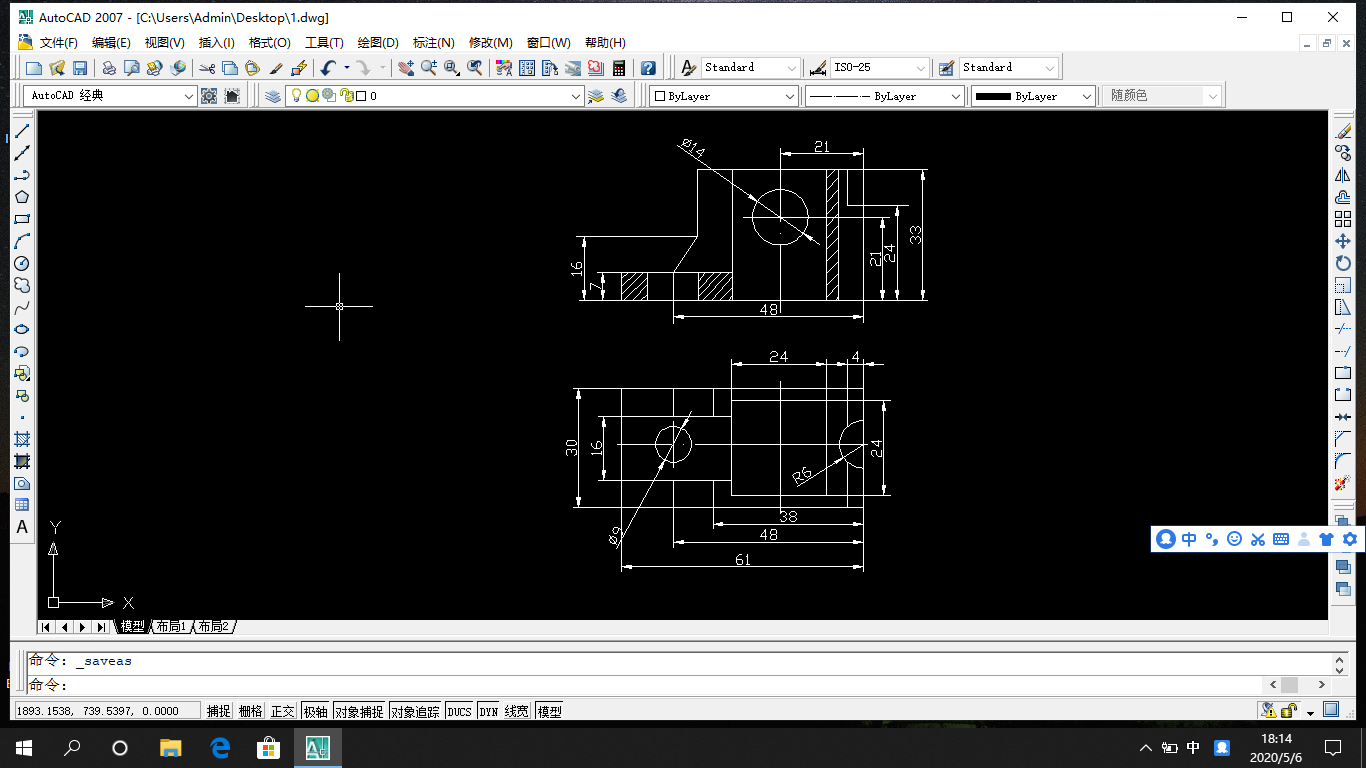 AutoCAD 2007 - [C:\Users\Admin\Desktop\1.dwg]
文件(F) 编辑(E) 视图(V) 插入(I) 格式(O) 工具(T) 绘图(D) 标注(N) 修改(M) 窗口(W) 帮助(H)
Standard ISO-25 Standard
AutoCAD 经典 0 ByLayer ByLayer ByLayer 随颜色
ø14
21
33
24
21
16
7
48
24
4
30
16
24
R6
ø9
38
48
61
A
Y
X
模型 布局1 布局2
命令: _saveas
命令:
1893.1538, 739.5397, 0.0000 捕捉 栅格 正交 极轴 对象捕捉 对象追踪 DUCS DYN 线宽 模型
中
中
18:14
2020/5/6